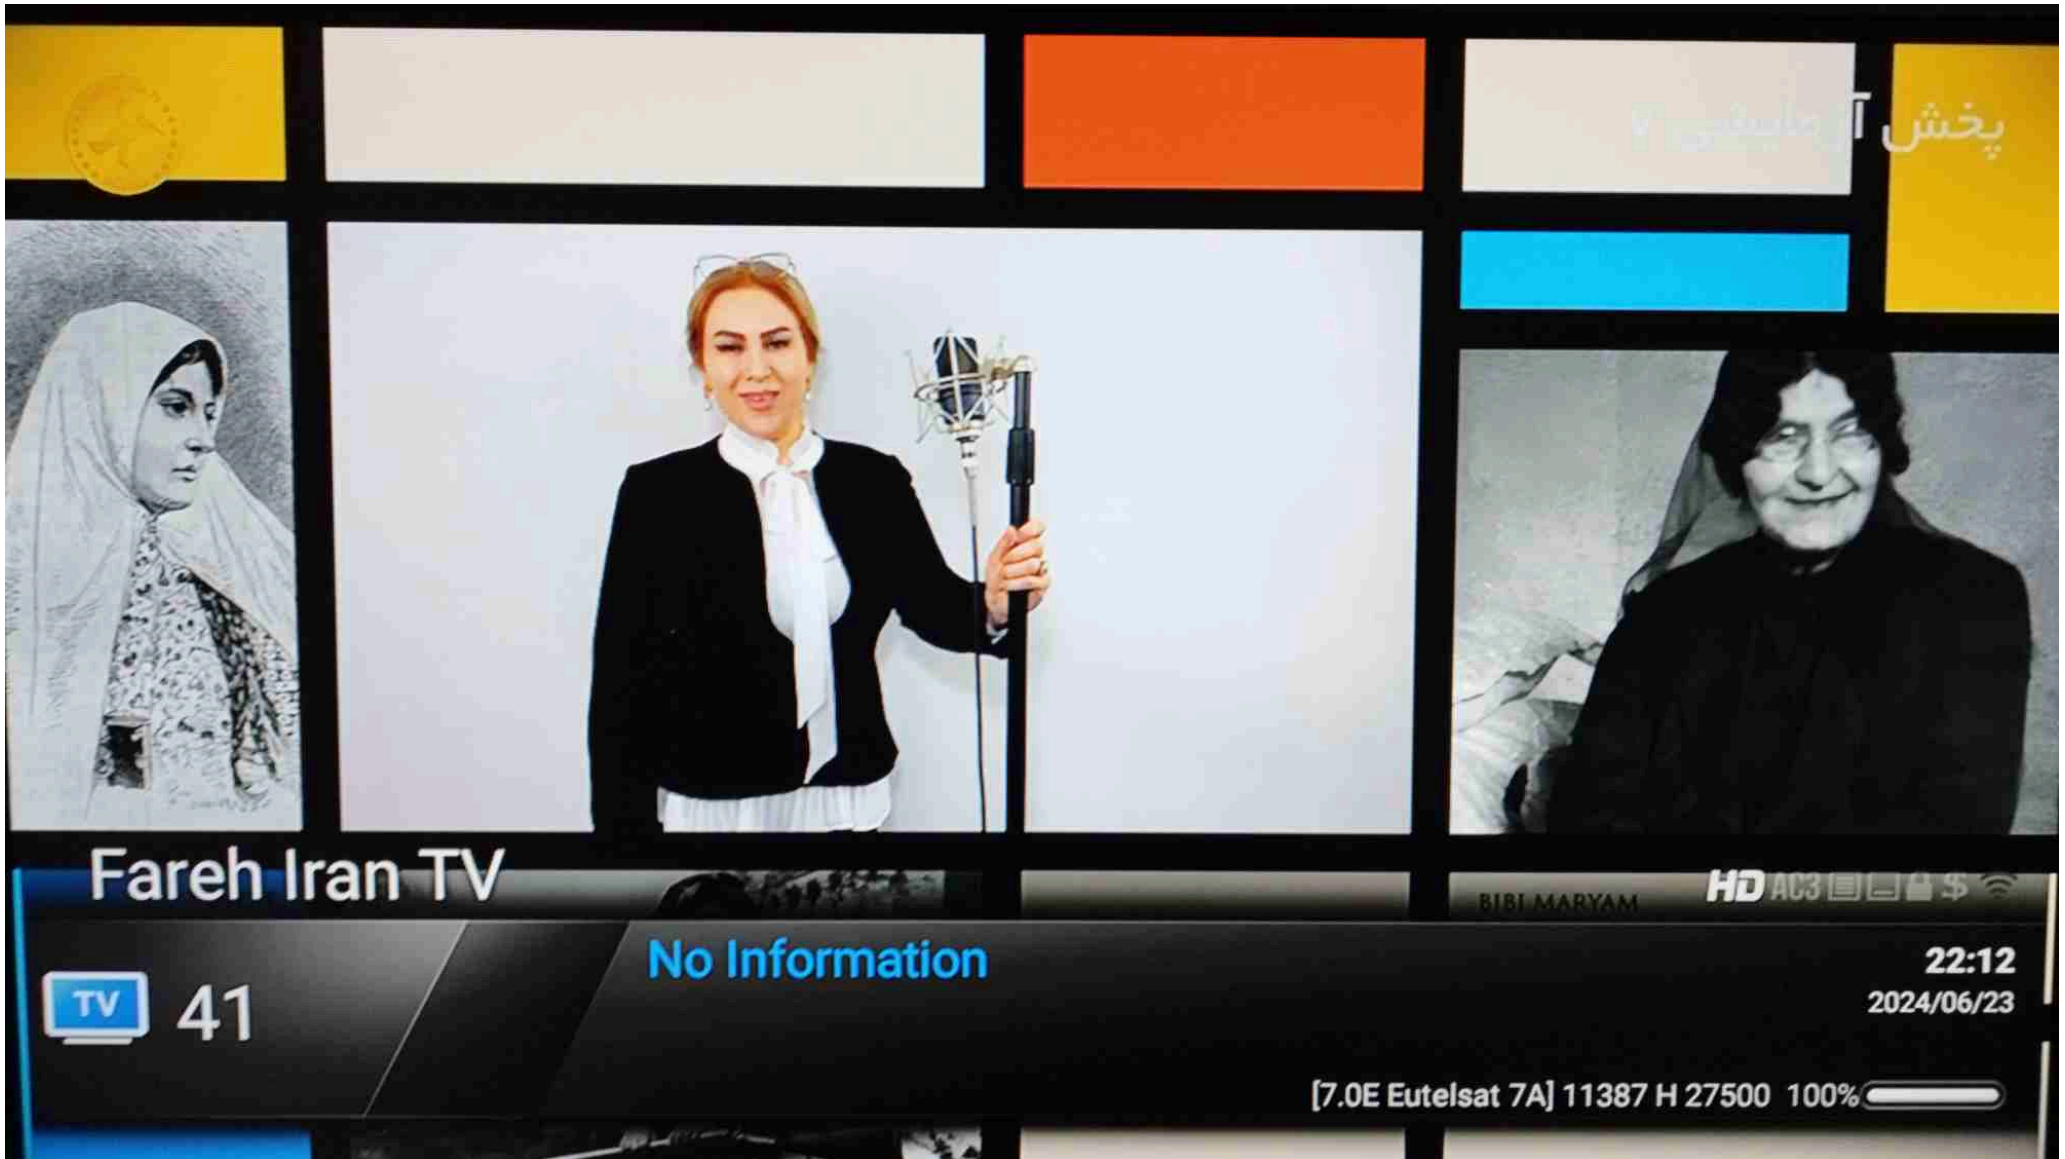 پخش آزمایشی ۷
Fareh Iran TV
BIBI MARYAM
HD AC3 $
TV 41
No Information
22:12
2024/06/23
[7.0E Eutelsat 7A] 11387 H 27500 100%